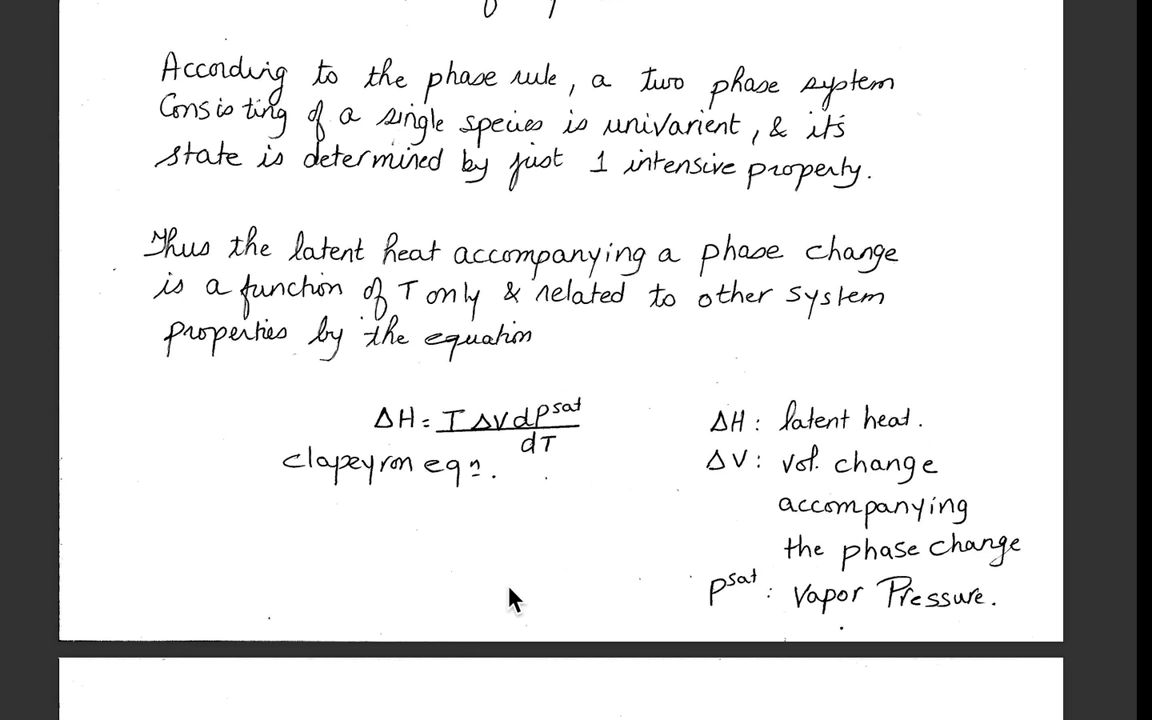 According to the phase rule, a two phase system
Consisting of a single species is univarient, & its
state is determined by just 1 intensive property.
Thus the latent heat accompanying a phase change
is a function of T only & related to other system
properties by the equation
ΔH = T ΔV dP^sat / dT
clapeyron eqn.
ΔH : latent heat.
ΔV : vol. change
accompanying
the phase change
P^sat : Vapor Pressure.